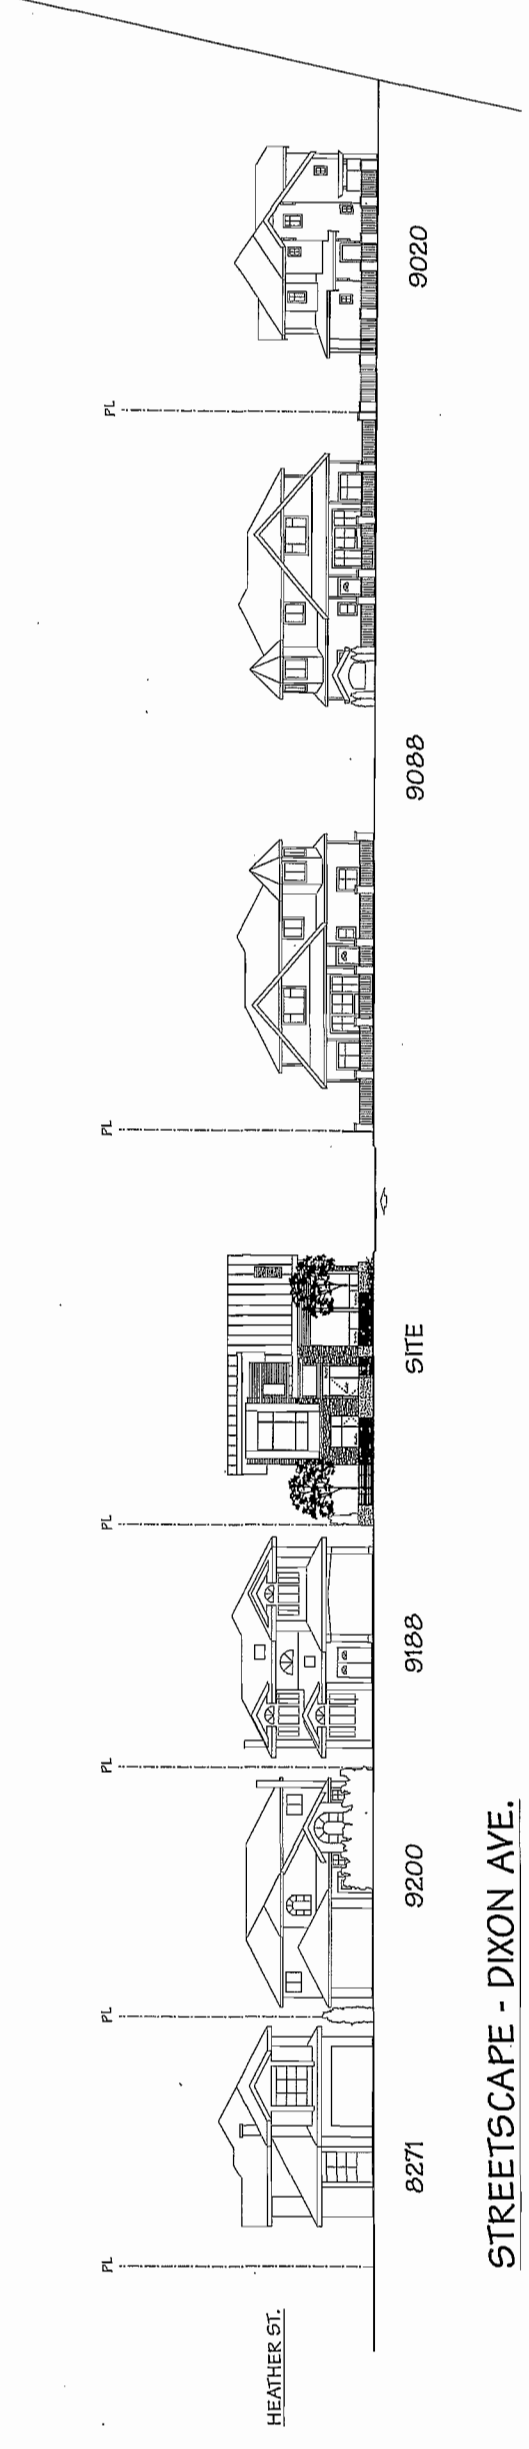 HEATHER ST.
PL
PL
PL
PL
PL
PL
8271
9200
9188
SITE
9088
9020
STREETSCAPE - DIXON AVE.